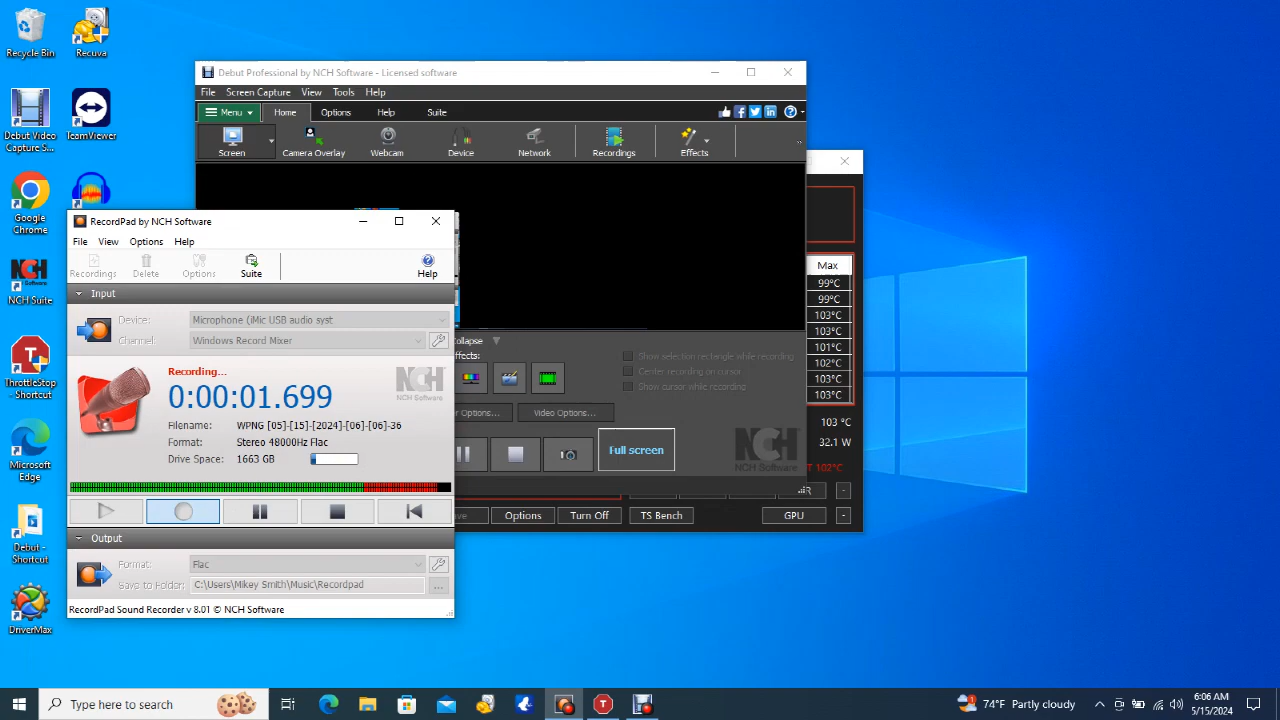 Recycle Bin
Recuva
Debut Video
Capture S...
TeamViewer
Google
Chrome
NCH Suite
ThrottleStop
- Shortcut
Microsoft
Edge
Debut -
Shortcut
DriverMax
Debut Professional by NCH Software - Licensed software
File Screen Capture View Tools Help
Menu Home Options Help Suite
Screen Camera Overlay Webcam Device Network Recordings Effects
Show selection rectangle while recording
Center recording on cursor
Show cursor while recording
Video Options...
Full screen
NCH Software
RecordPad by NCH Software
File View Options Help
Recordings Delete Options Suite Help
Input
Device: Microphone (iMic USB audio syst
Channel: Windows Record Mixer
Recording...
0:00:01.699
NCH Software
Filename: WPNG [05]-[15]-[2024]-[06]-[06]-36
Format: Stereo 48000Hz Flac
Drive Space: 1663 GB
Output
Format: Flac
Save to Folder: C:\Users\Mikey Smith\Music\Recordpad
...
RecordPad Sound Recorder v 8.01 © NCH Software
Max
99°C
99°C
103°C
103°C
101°C
102°C
103°C
103°C
103 °C
32.1 W
102°C
Options Turn Off TS Bench GPU -
Type here to search
74°F Partly cloudy
6:06 AM
5/15/2024